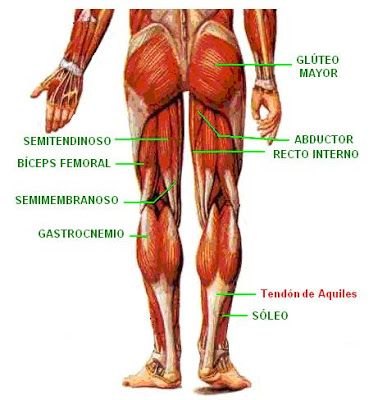 GLÚTEO
MAYOR
SEMITENDINOSO
ABDUCTOR
BÍCEPS FEMORAL
RECTO INTERNO
SEMIMEMBRANOSO
GASTROCNEMIO
Tendón de Aquiles
SÓLEO